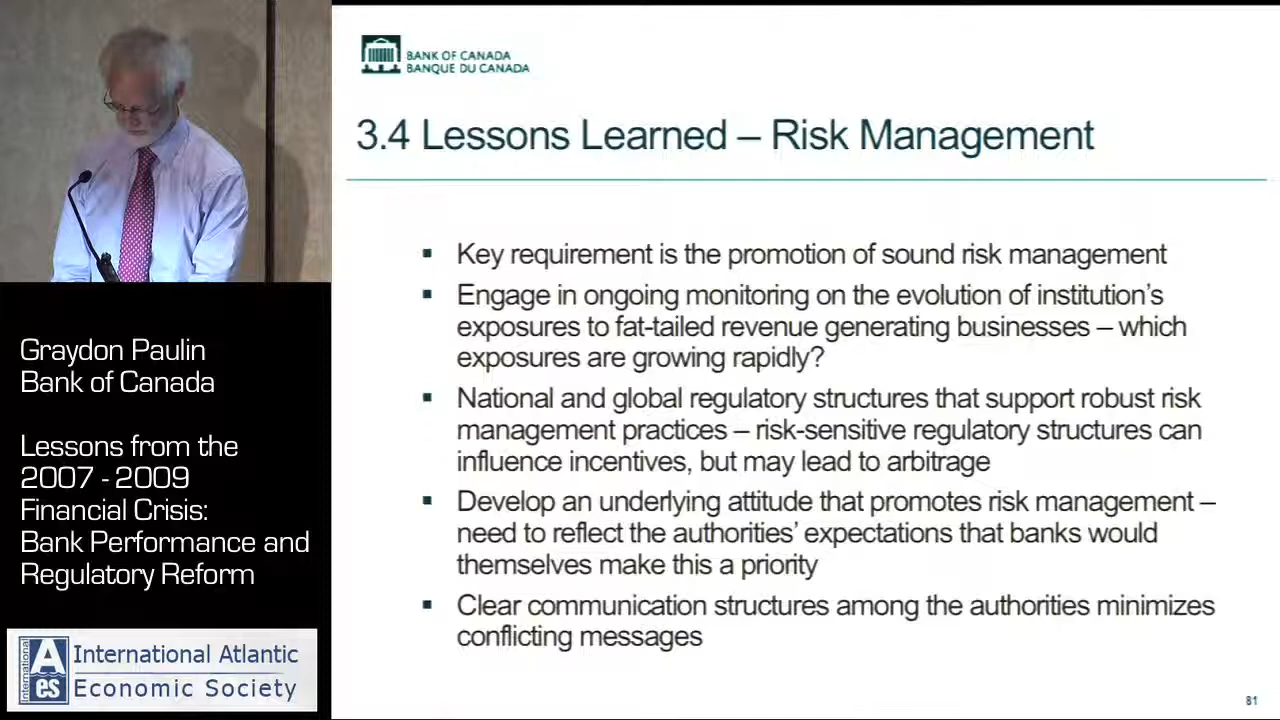 BANK OF CANADA
BANQUE DU CANADA
3.4 Lessons Learned – Risk Management
▪ Key requirement is the promotion of sound risk management
▪ Engage in ongoing monitoring on the evolution of institution’s
exposures to fat-tailed revenue generating businesses – which
exposures are growing rapidly?
▪ National and global regulatory structures that support robust risk
management practices – risk-sensitive regulatory structures can
influence incentives, but may lead to arbitrage
▪ Develop an underlying attitude that promotes risk management –
need to reflect the authorities’ expectations that banks would
themselves make this a priority
▪ Clear communication structures among the authorities minimizes
conflicting messages
81
Graydon Paulin
Bank of Canada
Lessons from the
2007 - 2009
Financial Crisis:
Bank Performance and
Regulatory Reform
International
A
es
International Atlantic
Economic Society